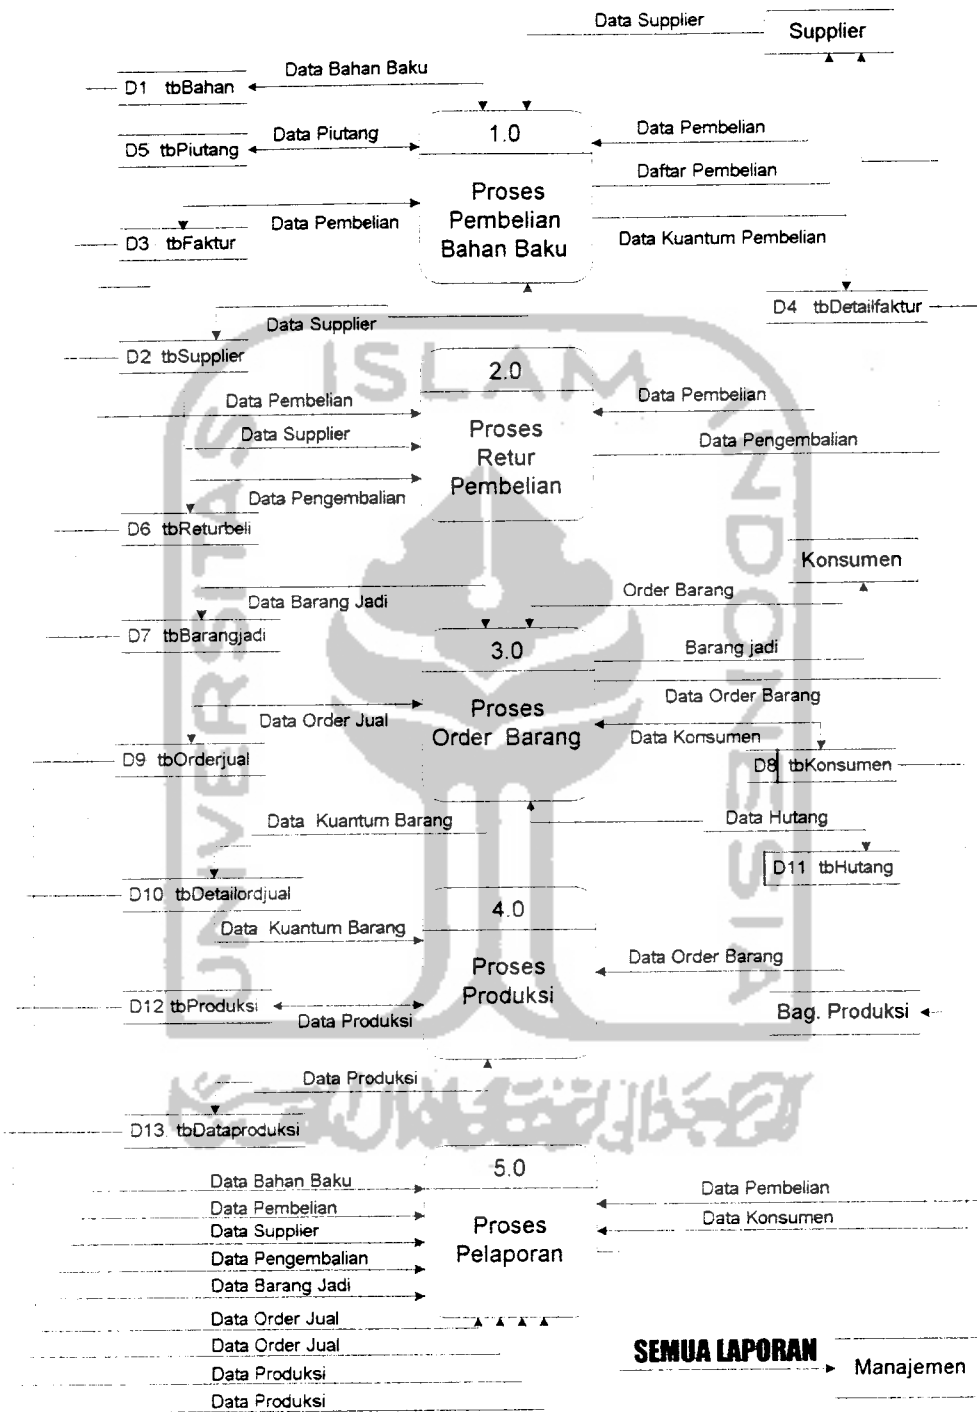 Data Supplier
Supplier
Data Bahan Baku
D1 tbBahan
1.0
Data Piutang
Data Pembelian
D5 tbPiutang
Daftar Pembelian
Proses
Pembelian
Bahan Baku
Data Pembelian
D3 tbFaktur
Data Kuantum Pembelian
D4 tbDetailfaktur
Data Supplier
D2 tbSupplier
ISLAM
UNIVERSITAS
INDONESIA
2.0
Data Pembelian
Data Pembelian
Data Supplier
Proses
Retur
Pembelian
Data Pengembalian
Data Pengembalian
D6 tbReturbeli
Konsumen
Data Barang Jadi
Order Barang
D7 tbBarangjadi
3.0
Barang jadi
Data Order Barang
Proses
Order Barang
Data Order Jual
Data Konsumen
D9 tbOrderjual
D8 tbKonsumen
Data Kuantum Barang
Data Hutang
D11 tbHutang
D10 tbDetailordjual
4.0
Data Kuantum Barang
Data Order Barang
Proses
Produksi
D12 tbProduksi
Data Produksi
Bag. Produksi
Data Produksi
D13 tbDataproduksi
5.0
Data Bahan Baku
Data Pembelian
Data Pembelian
Data Konsumen
Data Supplier
Proses
Pelaporan
Data Pengembalian
Data Barang Jadi
Data Order Jual
Data Order Jual
SEMUA LAPORAN
Manajemen
Data Produksi
Data Produksi